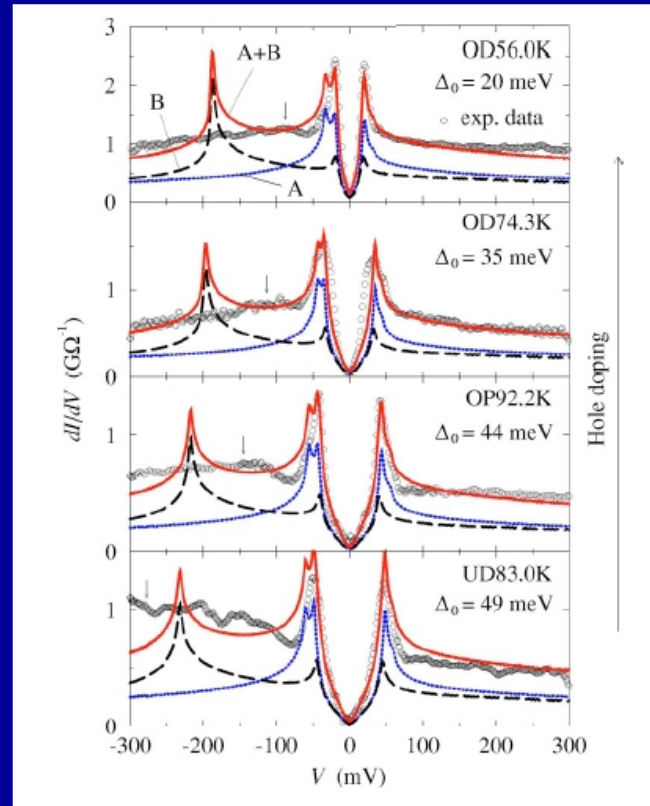 3
OD56.0K
A+B
Δ₀ = 20 meV
2
B
○ exp. data
1
A
0
OD74.3K
Δ₀ = 35 meV
1
0
OP92.2K
Δ₀ = 44 meV
1
0
UD83.0K
Δ₀ = 49 meV
1
0
-300 -200 -100 0 100 200 300
V (mV)
dI/dV (GΩ⁻¹)
Hole doping